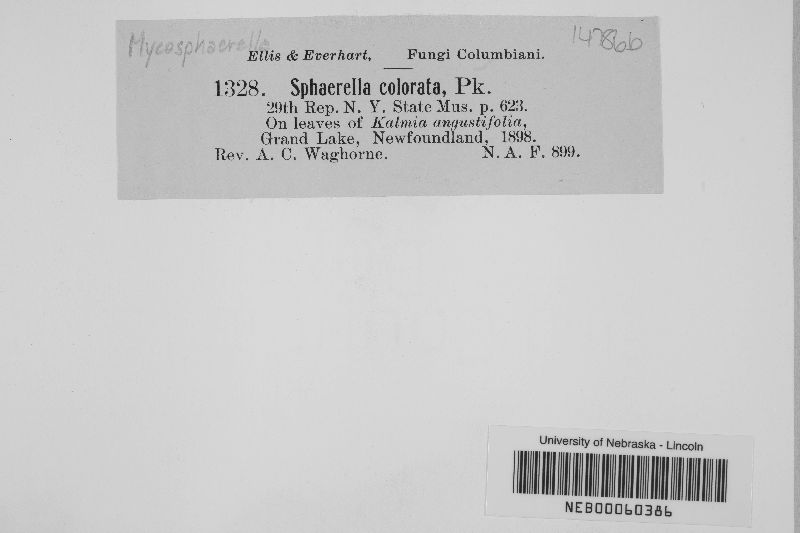 Mycosphaerella
147866
Ellis & Everhart, Fungi Columbiani.
1328. Sphaerella colorata, Pk.
29th Rep. N. Y. State Mus. p. 623.
On leaves of Kalmia angustifolia,
Grand Lake, Newfoundland, 1898.
Rev. A. C. Waghorne. N. A. F. 899.
University of Nebraska - Lincoln
NEB00060386